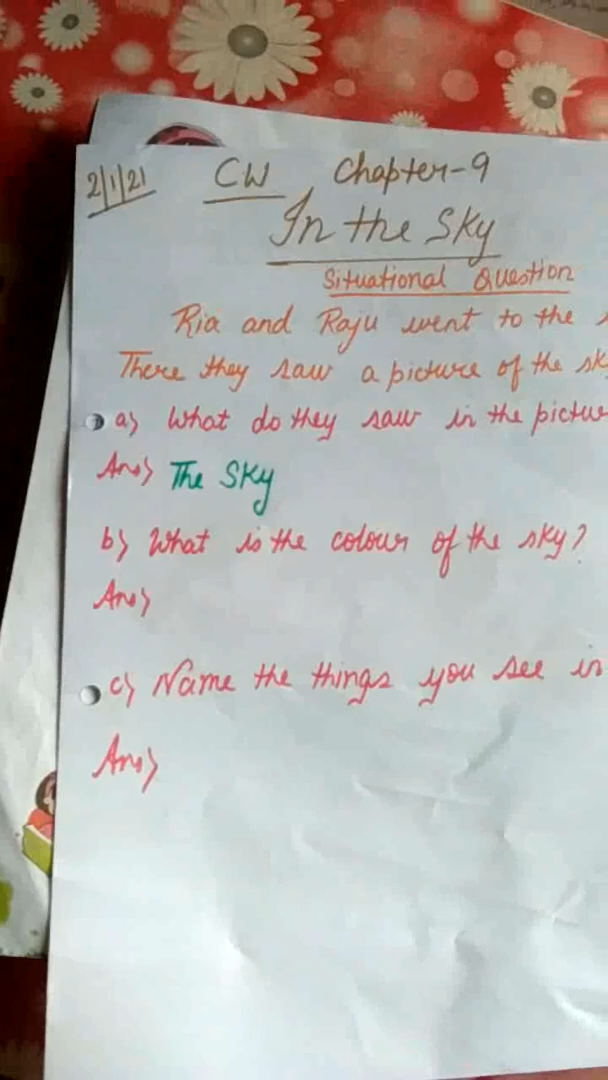 2/1/21 CW Chapter-9
In the Sky
Situational Question
Ria and Raju went to the
There they saw a picture of the
a) What do they saw in the
Ans) The Sky
b) What is the colour of the sky?
Ans)
c) Name the things you see in
Ans)